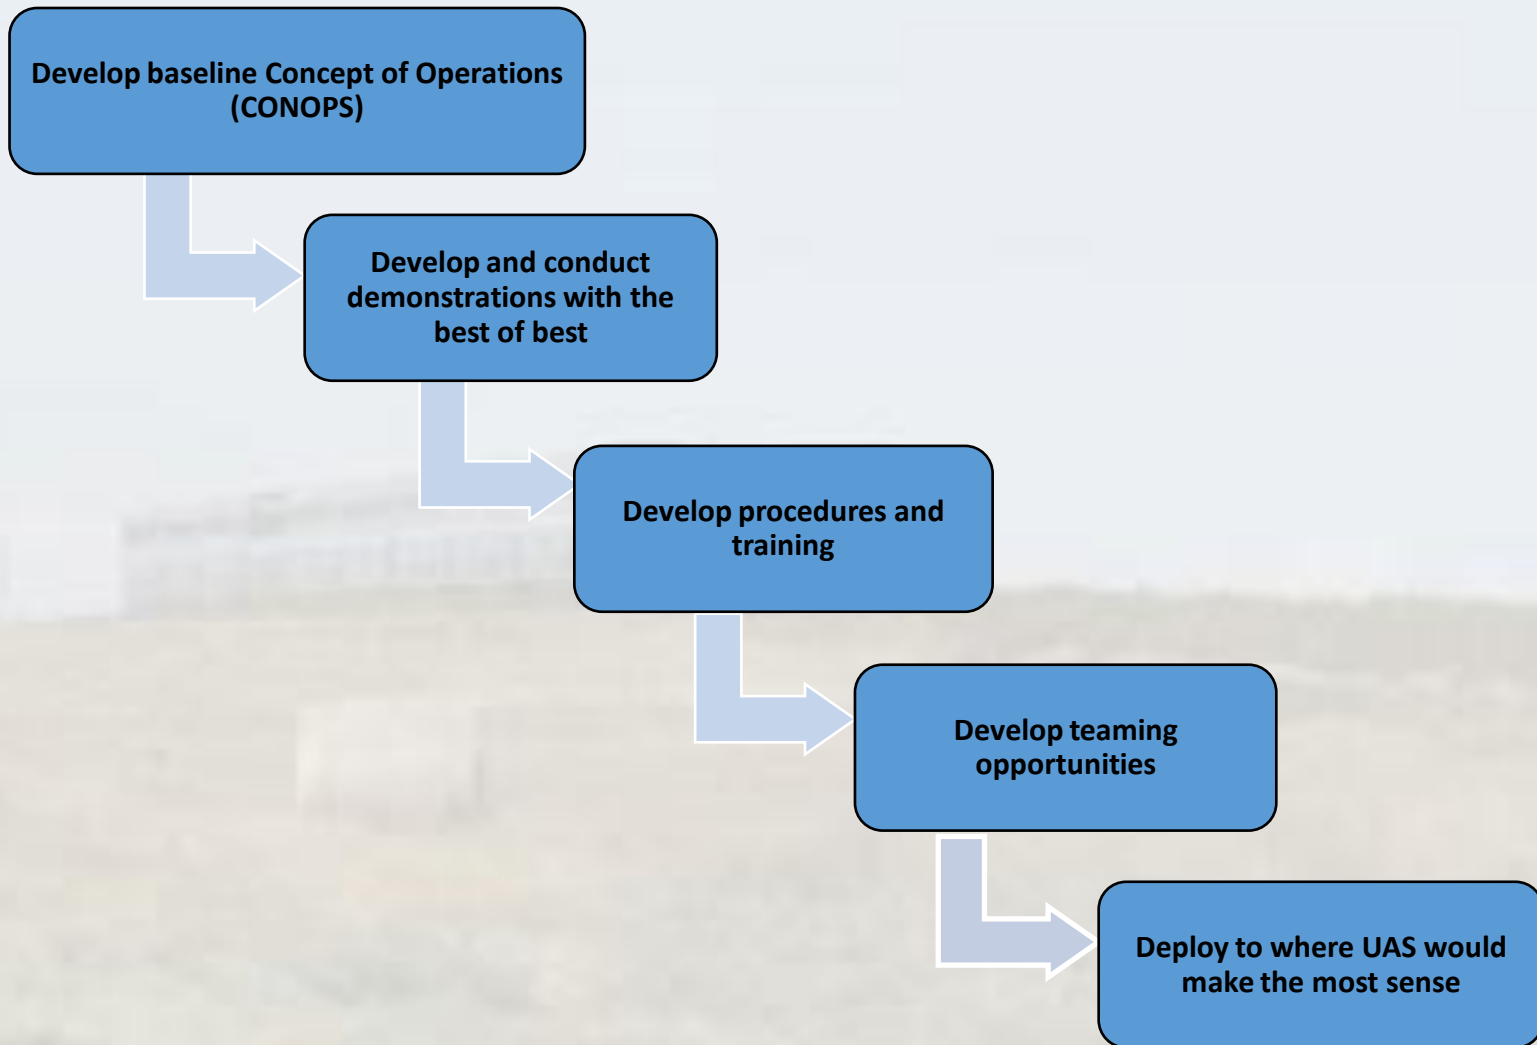 Develop baseline Concept of Operations
(CONOPS)
Develop and conduct
demonstrations with the
best of best
Develop procedures and
training
Develop teaming
opportunities
Deploy to where UAS would
make the most sense